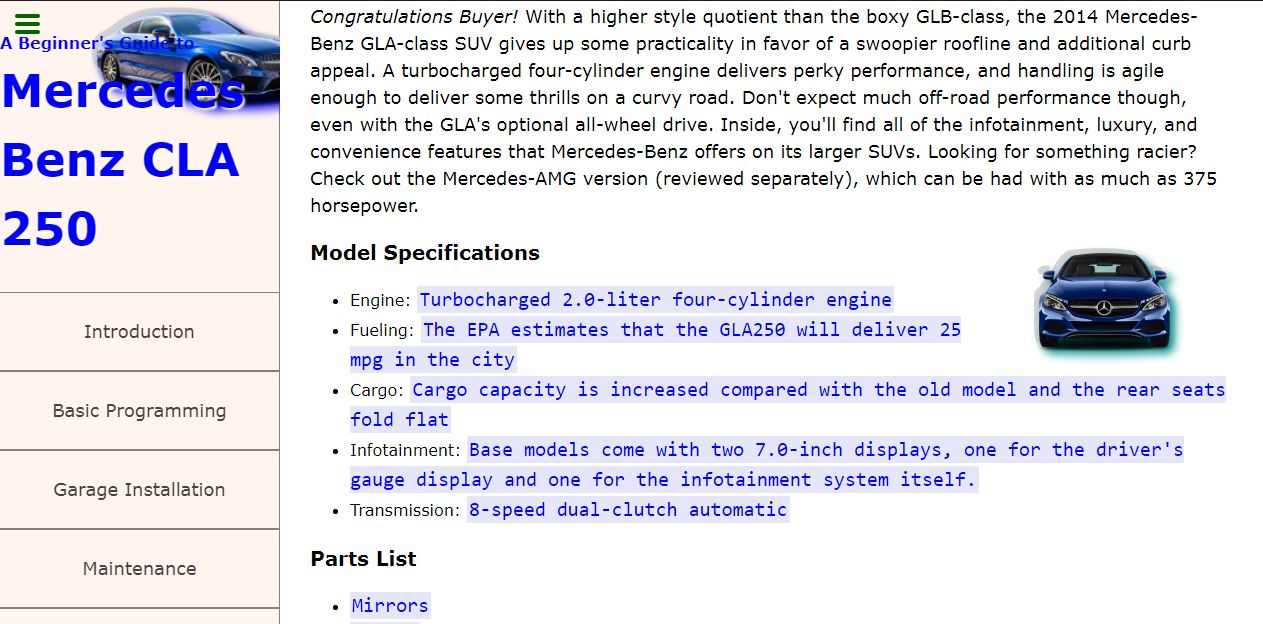 A Beginner's Guide to
Mercedes
Benz CLA
250
Introduction
Basic Programming
Garage Installation
Maintenance
Congratulations Buyer! With a higher style quotient than the boxy GLB-class, the 2014 Mercedes-
Benz GLA-class SUV gives up some practicality in favor of a swoopier roofline and additional curb
appeal. A turbocharged four-cylinder engine delivers perky performance, and handling is agile
enough to deliver some thrills on a curvy road. Don't expect much off-road performance though,
even with the GLA's optional all-wheel drive. Inside, you'll find all of the infotainment, luxury, and
convenience features that Mercedes-Benz offers on its larger SUVs. Looking for something racier?
Check out the Mercedes-AMG version (reviewed separately), which can be had with as much as 375
horsepower.
Model Specifications
Engine: Turbocharged 2.0-liter four-cylinder engine
Fueling: The EPA estimates that the GLA250 will deliver 25
mpg in the city
Cargo: Cargo capacity is increased compared with the old model and the rear seats
fold flat
Infotainment: Base models come with two 7.0-inch displays, one for the driver's
gauge display and one for the infotainment system itself.
Transmission: 8-speed dual-clutch automatic
Parts List
Mirrors